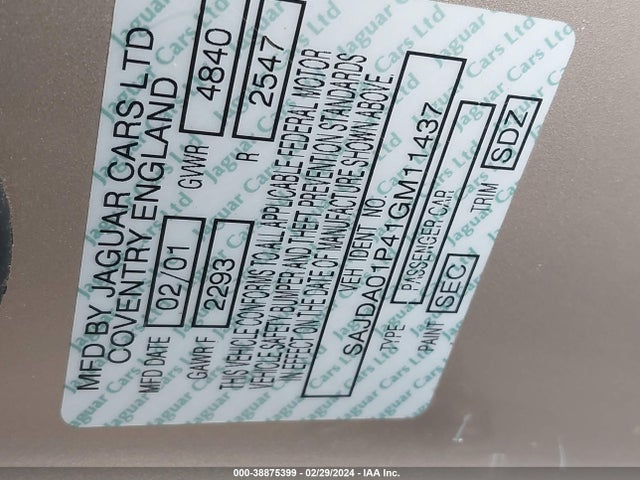 MFD BY JAGUAR CARS LTD
COVENTRY ENGLAND
MFD DATE 02/01 GVWR 4840
GAWR F 2293 R 2547
THIS VEHICLE CONFORMS TO ALL APPLICABLE FEDERAL MOTOR
VEHICLE SAFETY, BUMPER AND THEFT PREVENTION STANDARDS
IN EFFECT ON THE DATE OF MANUFACTURE SHOWN ABOVE.
VEH IDENT NO.
SAJDA01P41GM11437
TYPE PASSENGER CAR
PAINT SEC TRIM SDZ
Jaguar Cars Ltd
000-38875399 - 02/29/2024 - IAA Inc.